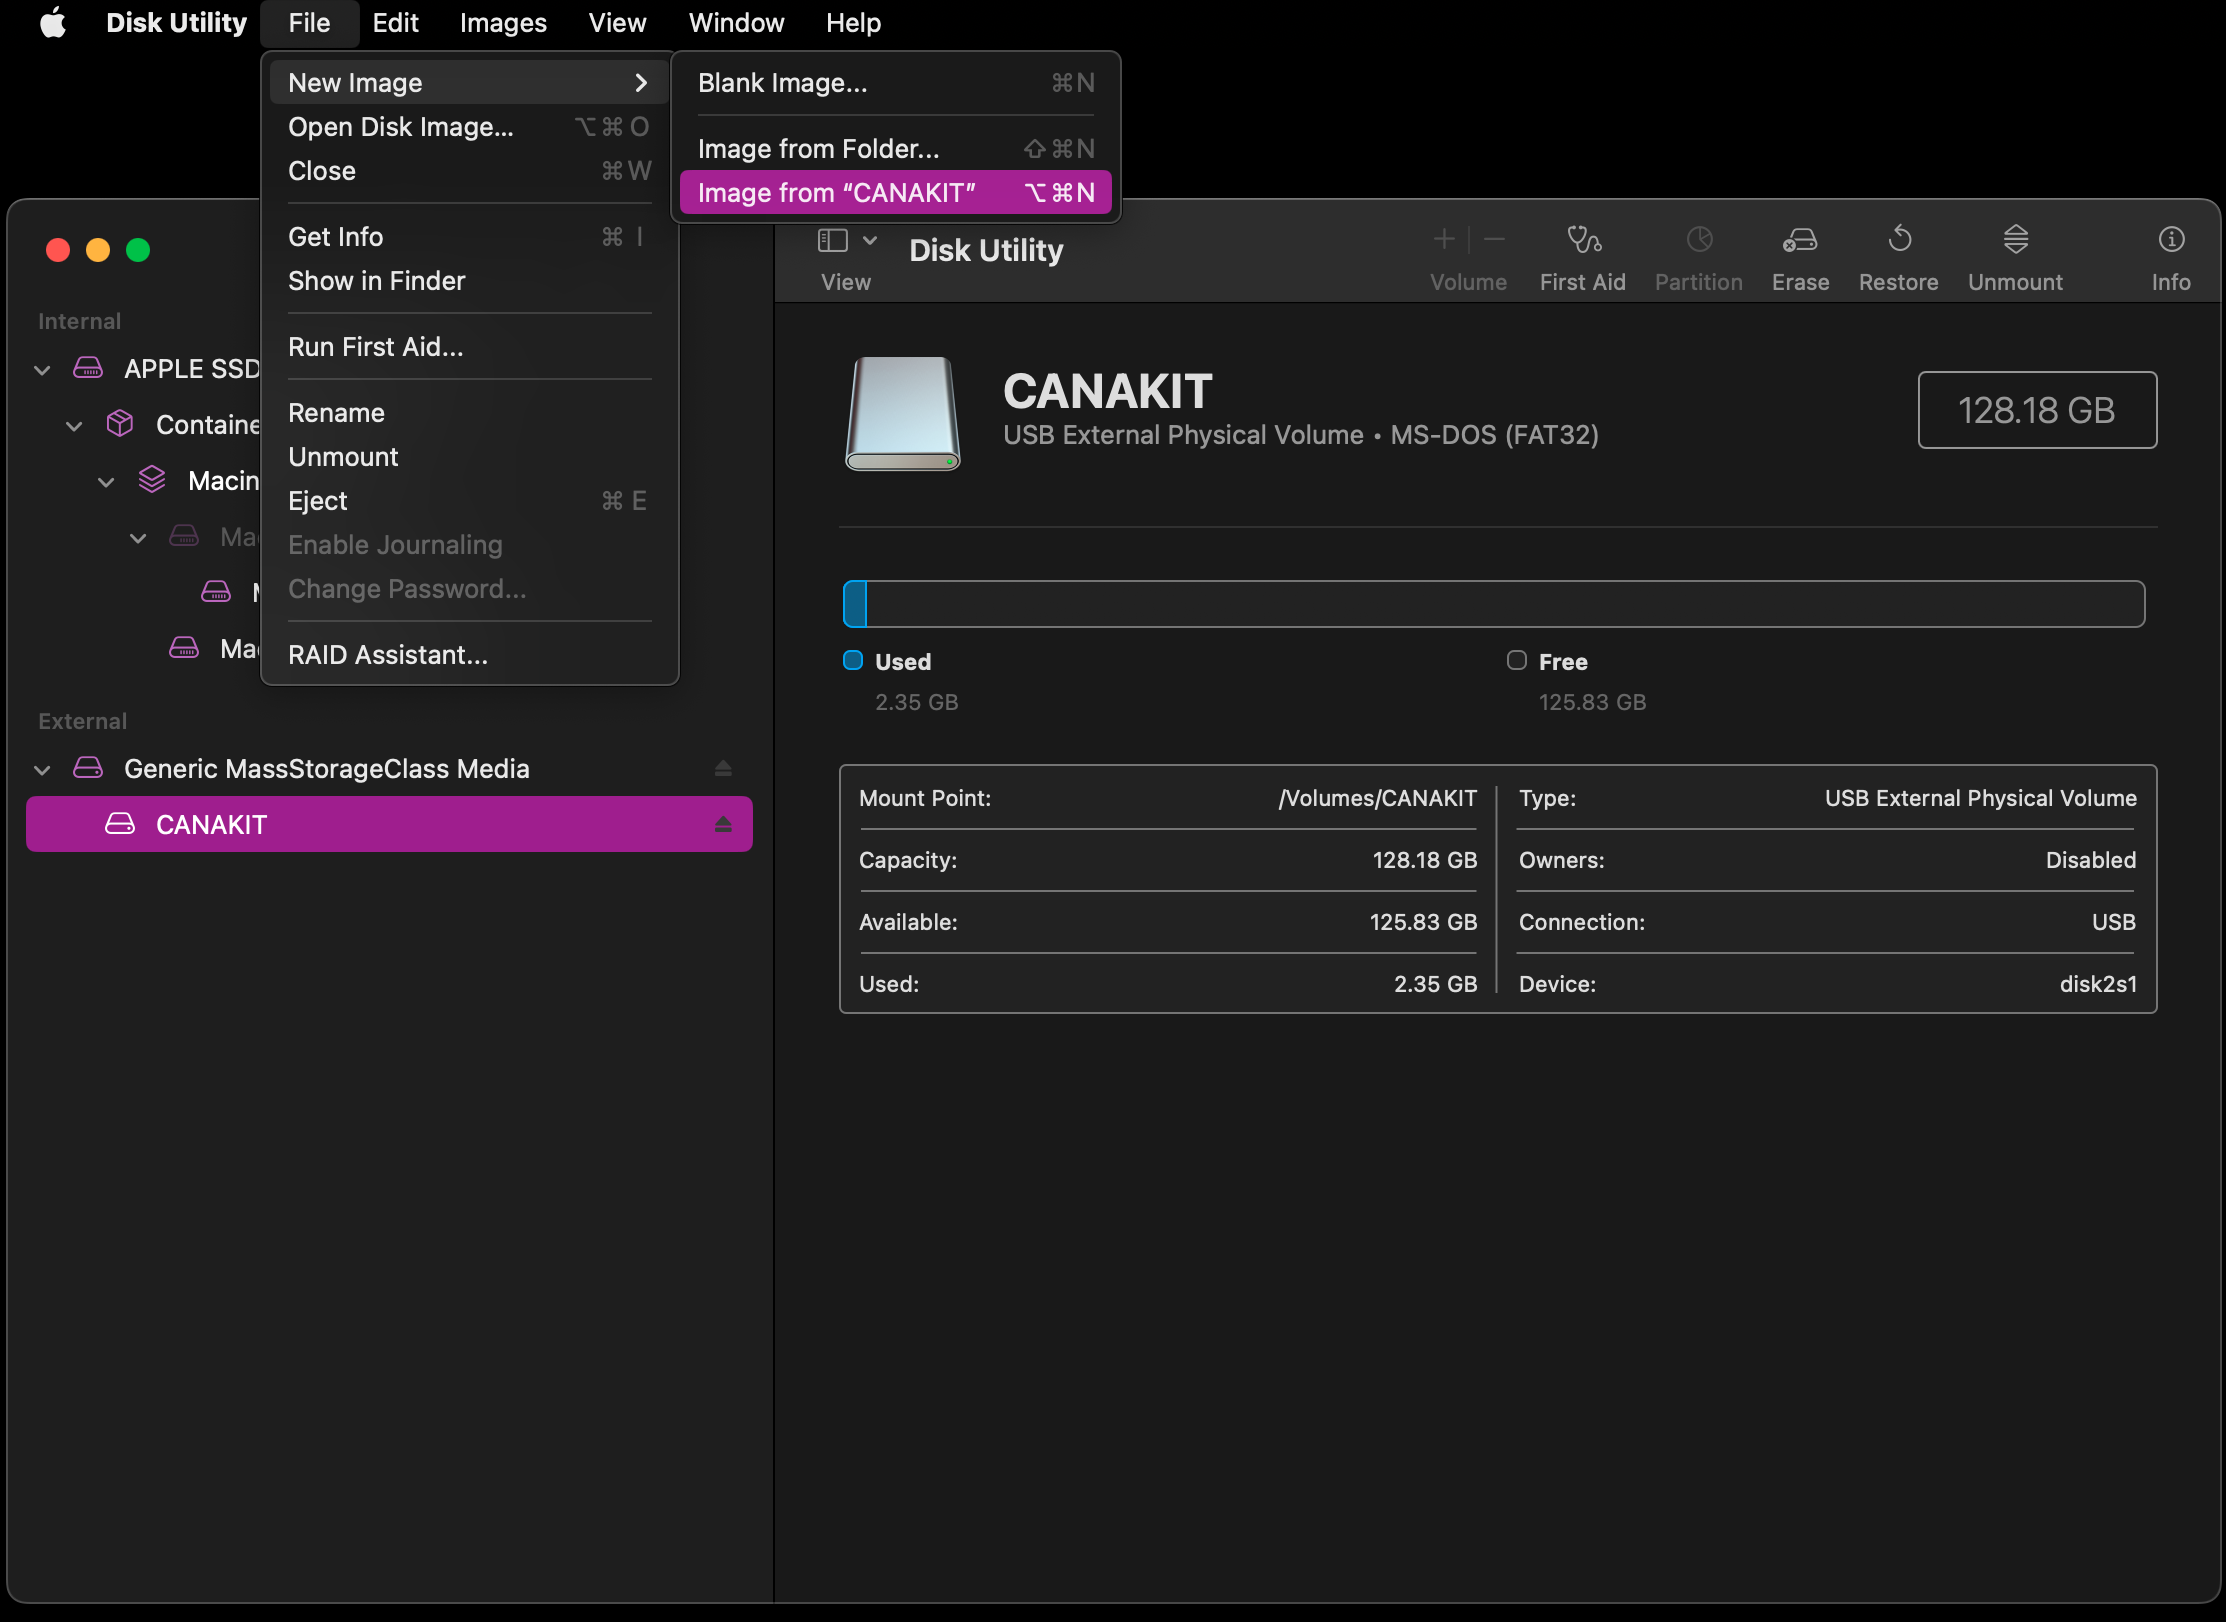 Disk Utility File Edit Images View Window Help
New Image
Open Disk Image... ⌥⌘O
Close ⌘W
Get Info ⌘I
Show in Finder
Run First Aid...
Rename
Unmount
Eject ⌘E
Enable Journaling
Change Password...
RAID Assistant...
Blank Image... ⌘N
Image from Folder... ⇧⌘N
Image from “CANAKIT” ⌥⌘N
Internal
APPLE SSD
External
Generic MassStorageClass Media
CANAKIT
View
Disk Utility
Volume First Aid Partition Erase Restore Unmount Info
CANAKIT
USB External Physical Volume • MS-DOS (FAT32)
128.18 GB
Used
2.35 GB
Free
125.83 GB
Mount Point: /Volumes/CANAKIT
Capacity: 128.18 GB
Available: 125.83 GB
Used: 2.35 GB
Type: USB External Physical Volume
Owners: Disabled
Connection: USB
Device: disk2s1